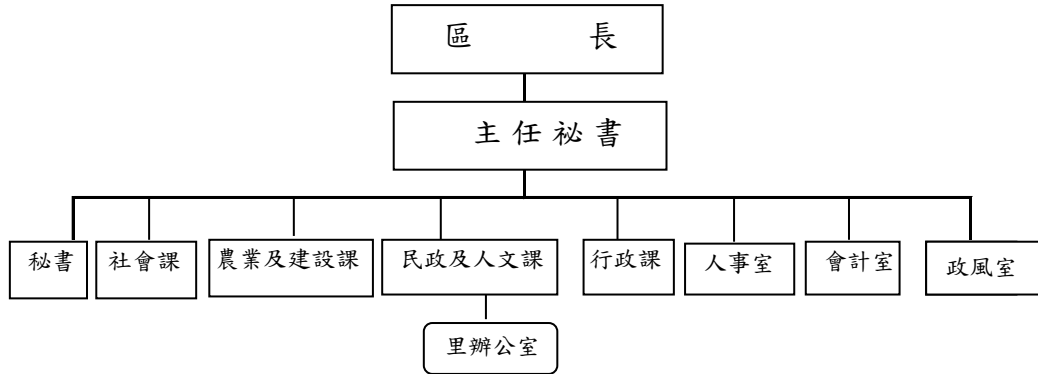 區 長
主任祕書
秘書 社會課 農業及建設課 民政及人文課 行政課 人事室 會計室 政風室
里辦公室